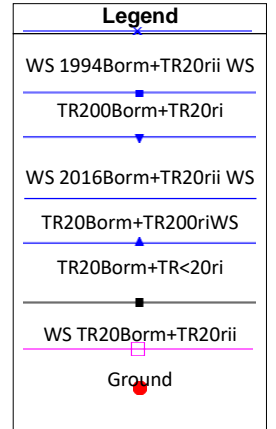 Legend
WS 1994Borm+TR20rii WS
TR200Borm+TR20ri
WS 2016Borm+TR20rii WS
TR20Borm+TR200riWS
TR20Borm+TR<20ri
WS TR20Borm+TR20rii
Ground